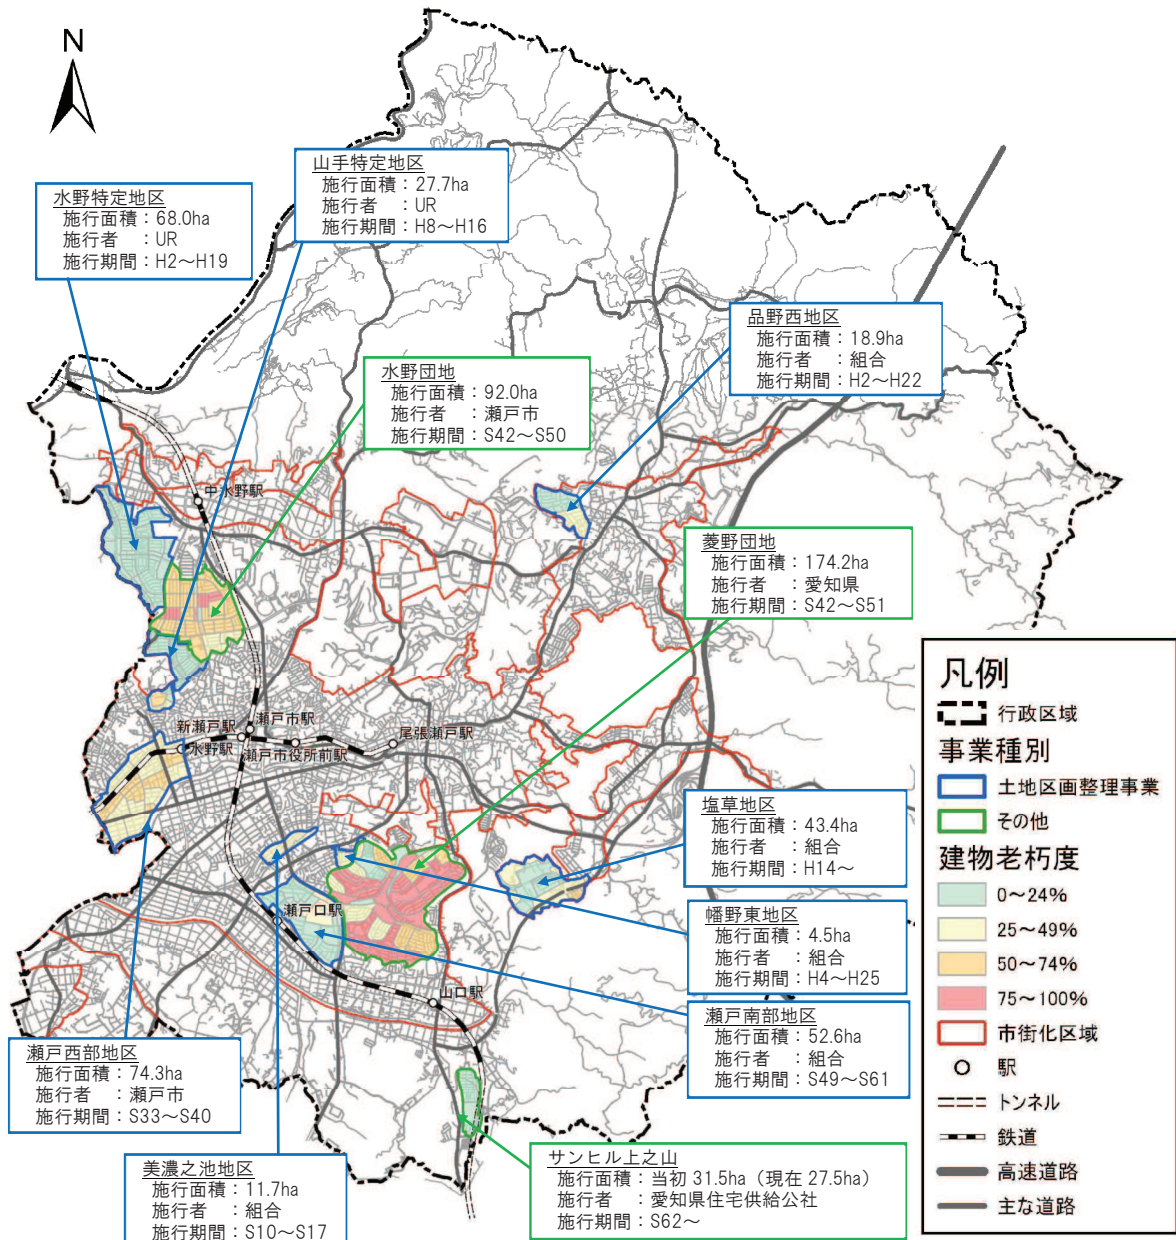 N
山手特定地区
施行面積：27.7ha
施行者　：UR
施行期間：H8～H16
水野特定地区
施行面積：68.0ha
施行者　：UR
施行期間：H2～H19
品野西地区
施行面積：18.9ha
施行者　：組合
施行期間：H2～H22
水野団地
施行面積：92.0ha
施行者　：瀬戸市
施行期間：S42～S50
中水野駅
菱野団地
施行面積：174.2ha
施行者　：愛知県
施行期間：S42～S51
新瀬戸駅
瀬戸市駅
水野駅
瀬戸市役所前駅
尾張瀬戸駅
塩草地区
施行面積：43.4ha
施行者　：組合
施行期間：H14～
瀬戸口駅
幡野東地区
施行面積：4.5ha
施行者　：組合
施行期間：H4～H25
山口駅
瀬戸南部地区
施行面積：52.6ha
施行者　：組合
施行期間：S49～S61
瀬戸西部地区
施行面積：74.3ha
施行者　：瀬戸市
施行期間：S33～S40
美濃之池地区
施行面積：11.7ha
施行者　：組合
施行期間：S10～S17
サンヒル上之山
施行面積：当初 31.5ha（現在 27.5ha）
施行者　：愛知県住宅供給公社
施行期間：S62～
凡例
行政区域
事業種別
土地区画整理事業
その他
建物老朽度
0～24%
25～49%
50～74%
75～100%
市街化区域
駅
トンネル
鉄道
高速道路
主な道路